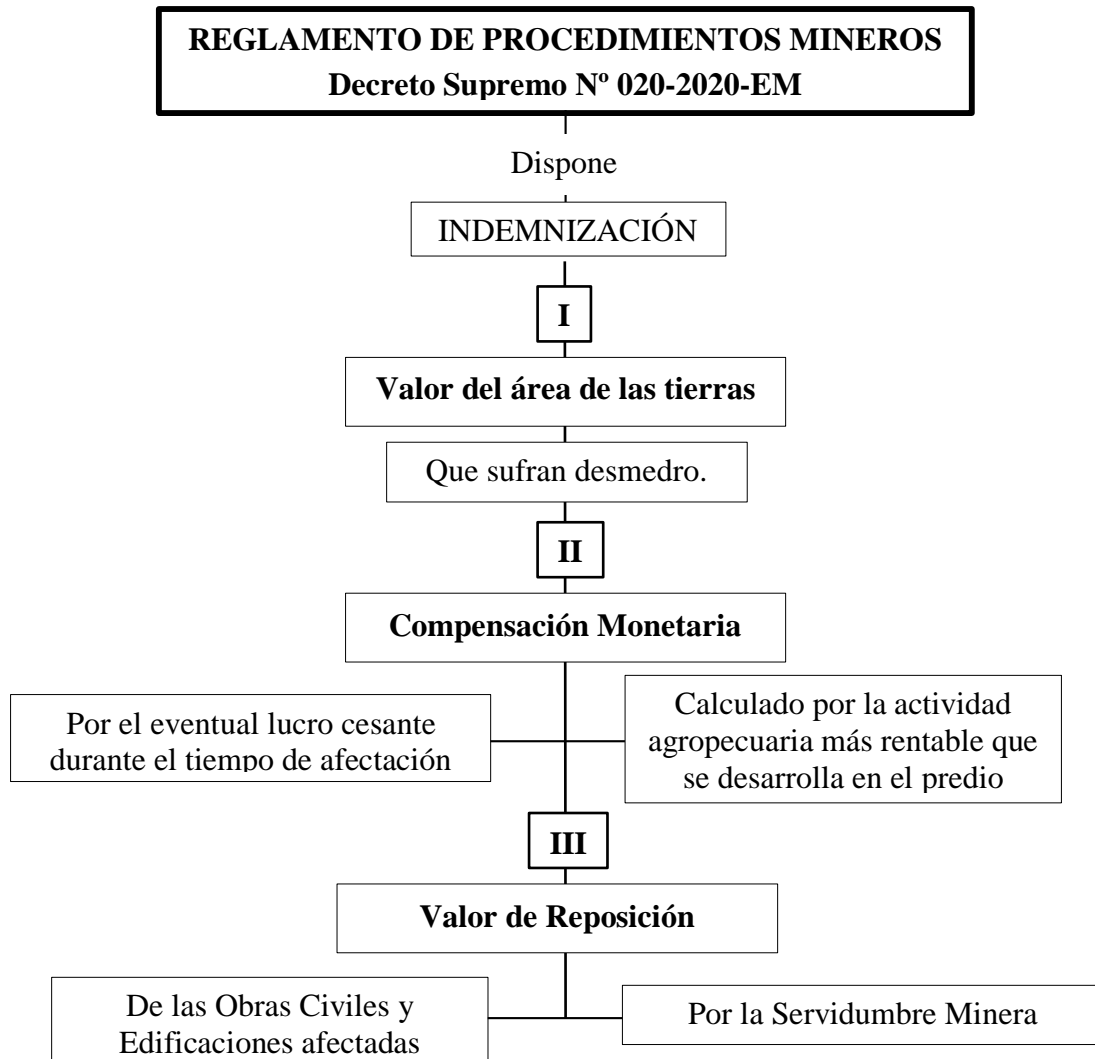 REGLAMENTO DE PROCEDIMIENTOS MINEROS
Decreto Supremo Nº 020-2020-EM
Dispone
INDEMNIZACIÓN
I
Valor del área de las tierras
Que sufran desmedro.
II
Compensación Monetaria
Por el eventual lucro cesante
durante el tiempo de afectación
Calculado por la actividad
agropecuaria más rentable que
se desarrolla en el predio
III
Valor de Reposición
De las Obras Civiles y
Edificaciones afectadas
Por la Servidumbre Minera